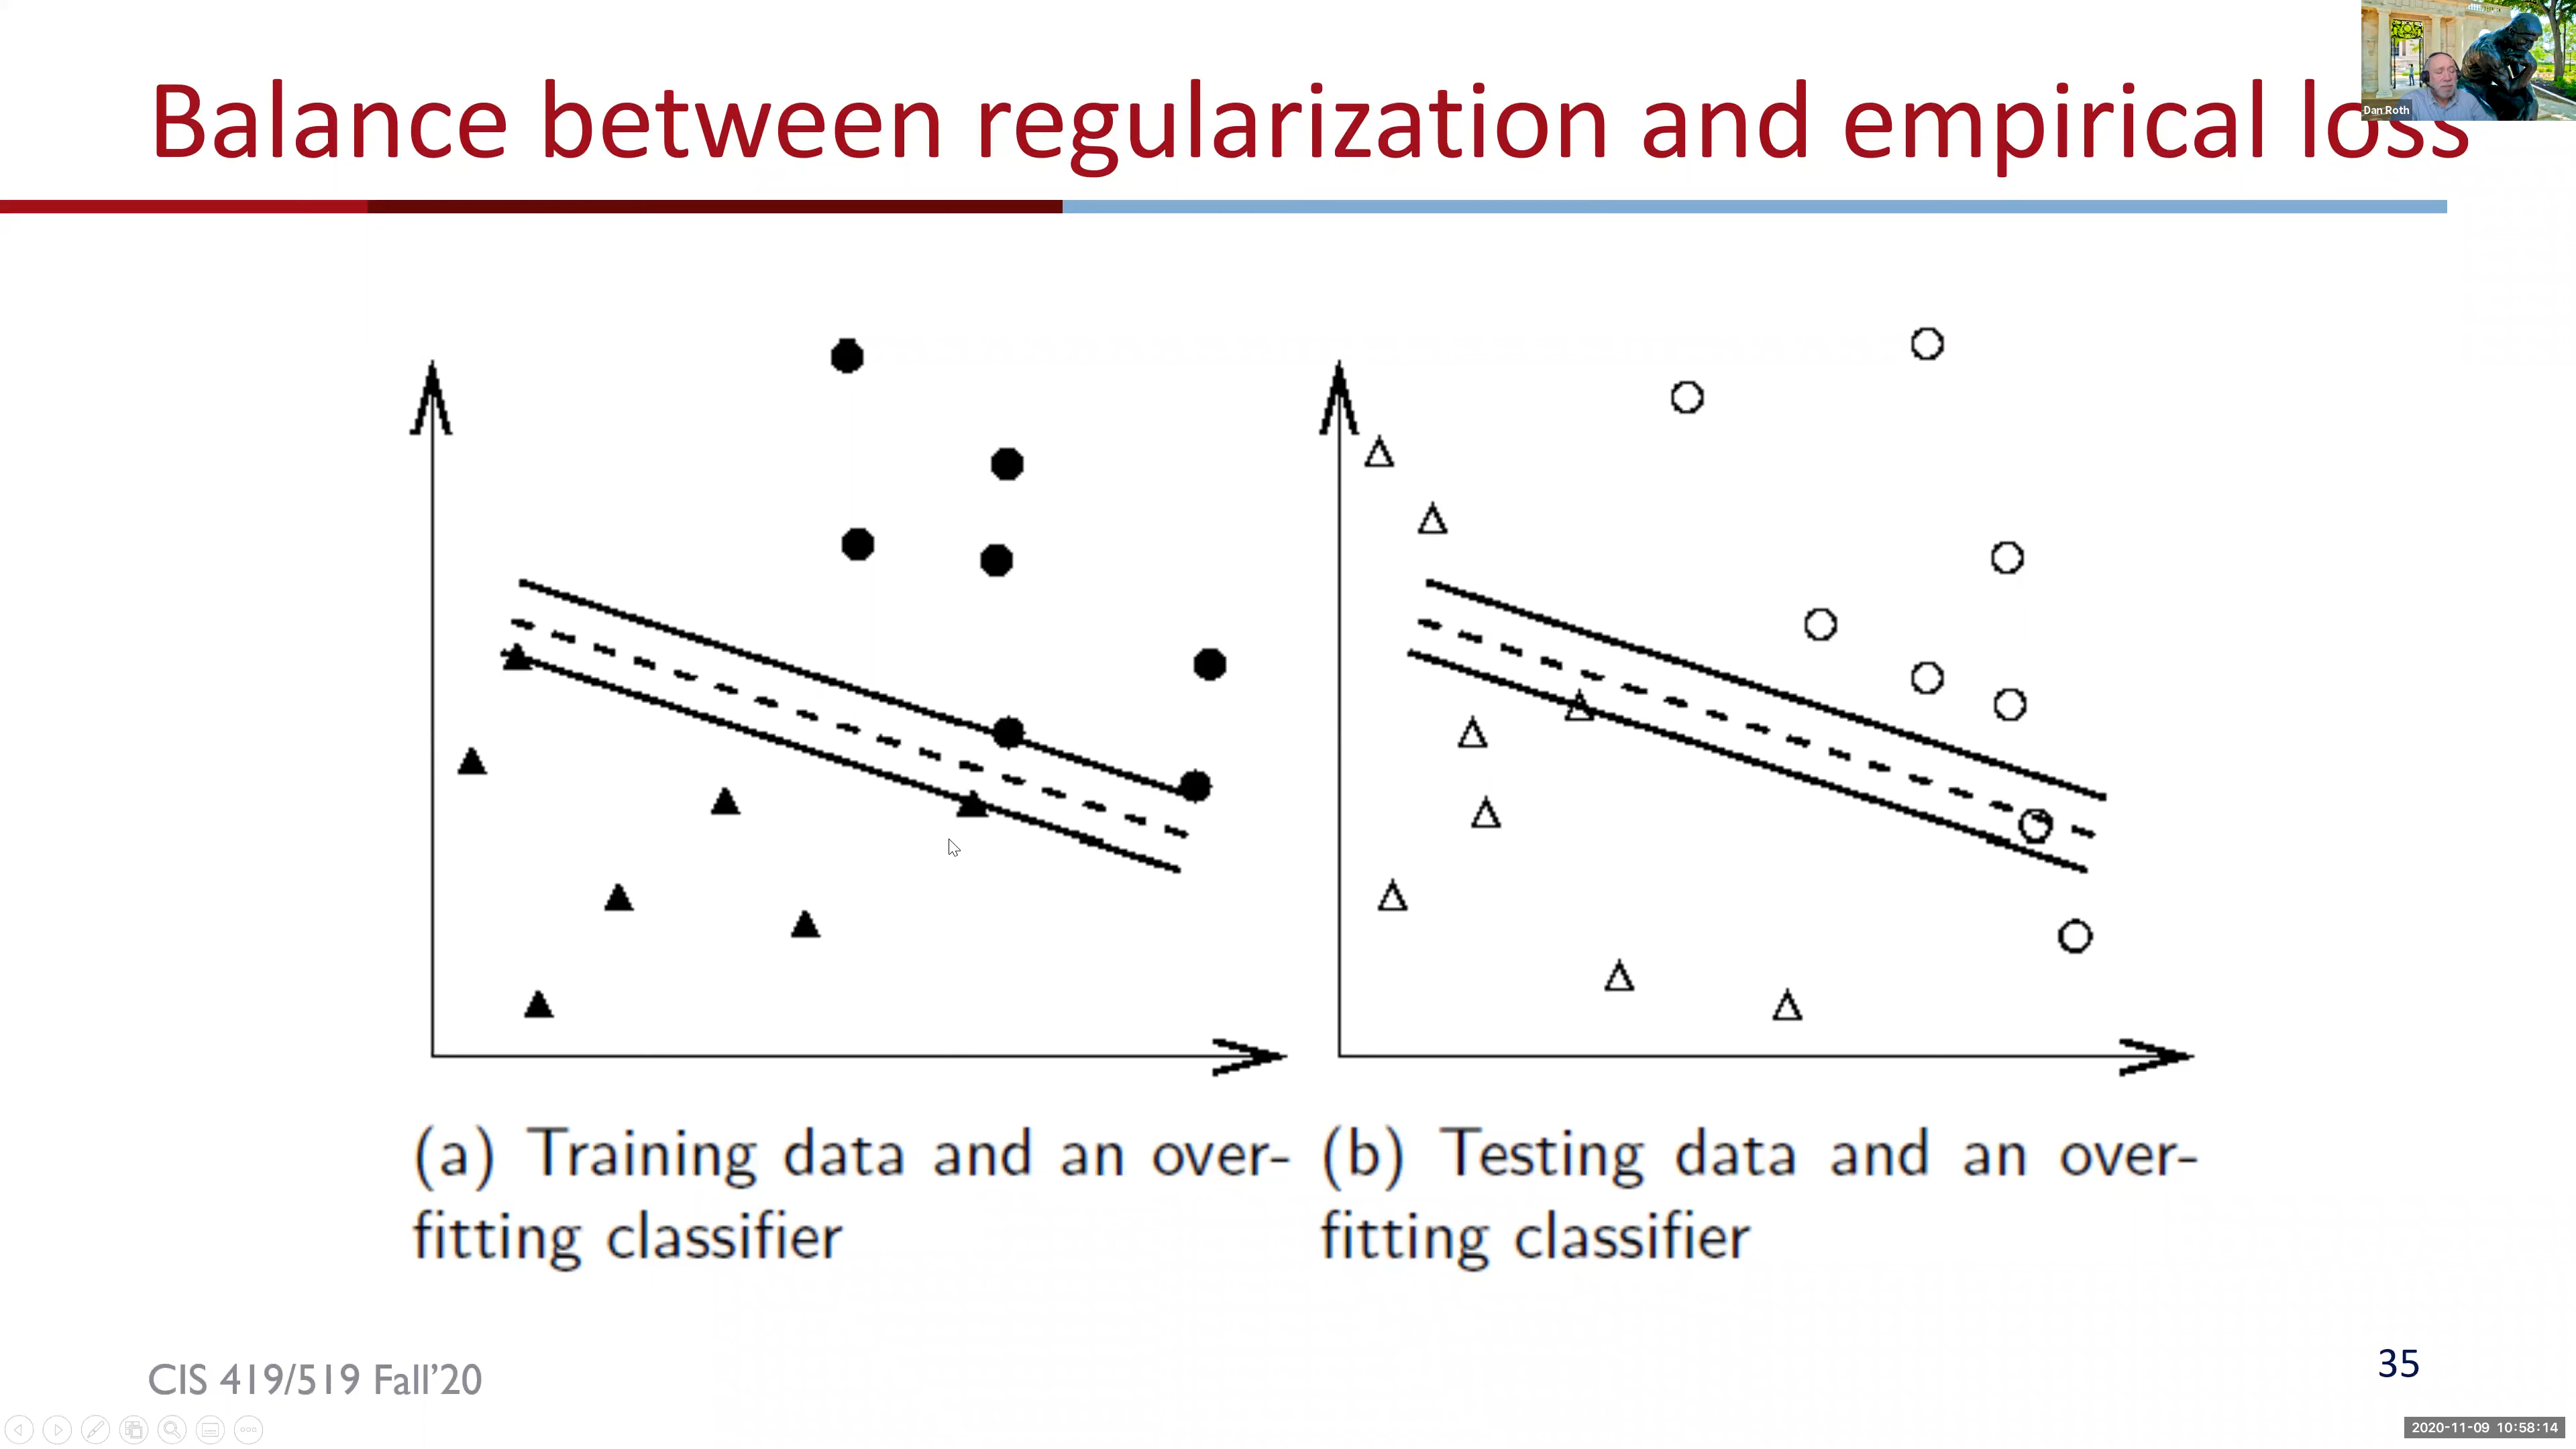 Balance between regularization and empirical loss
Dan Roth
(a) Training data and an over-
fitting classifier
(b) Testing data and an over-
fitting classifier
CIS 419/519 Fall'20
35
2020-11-09 10:58:14